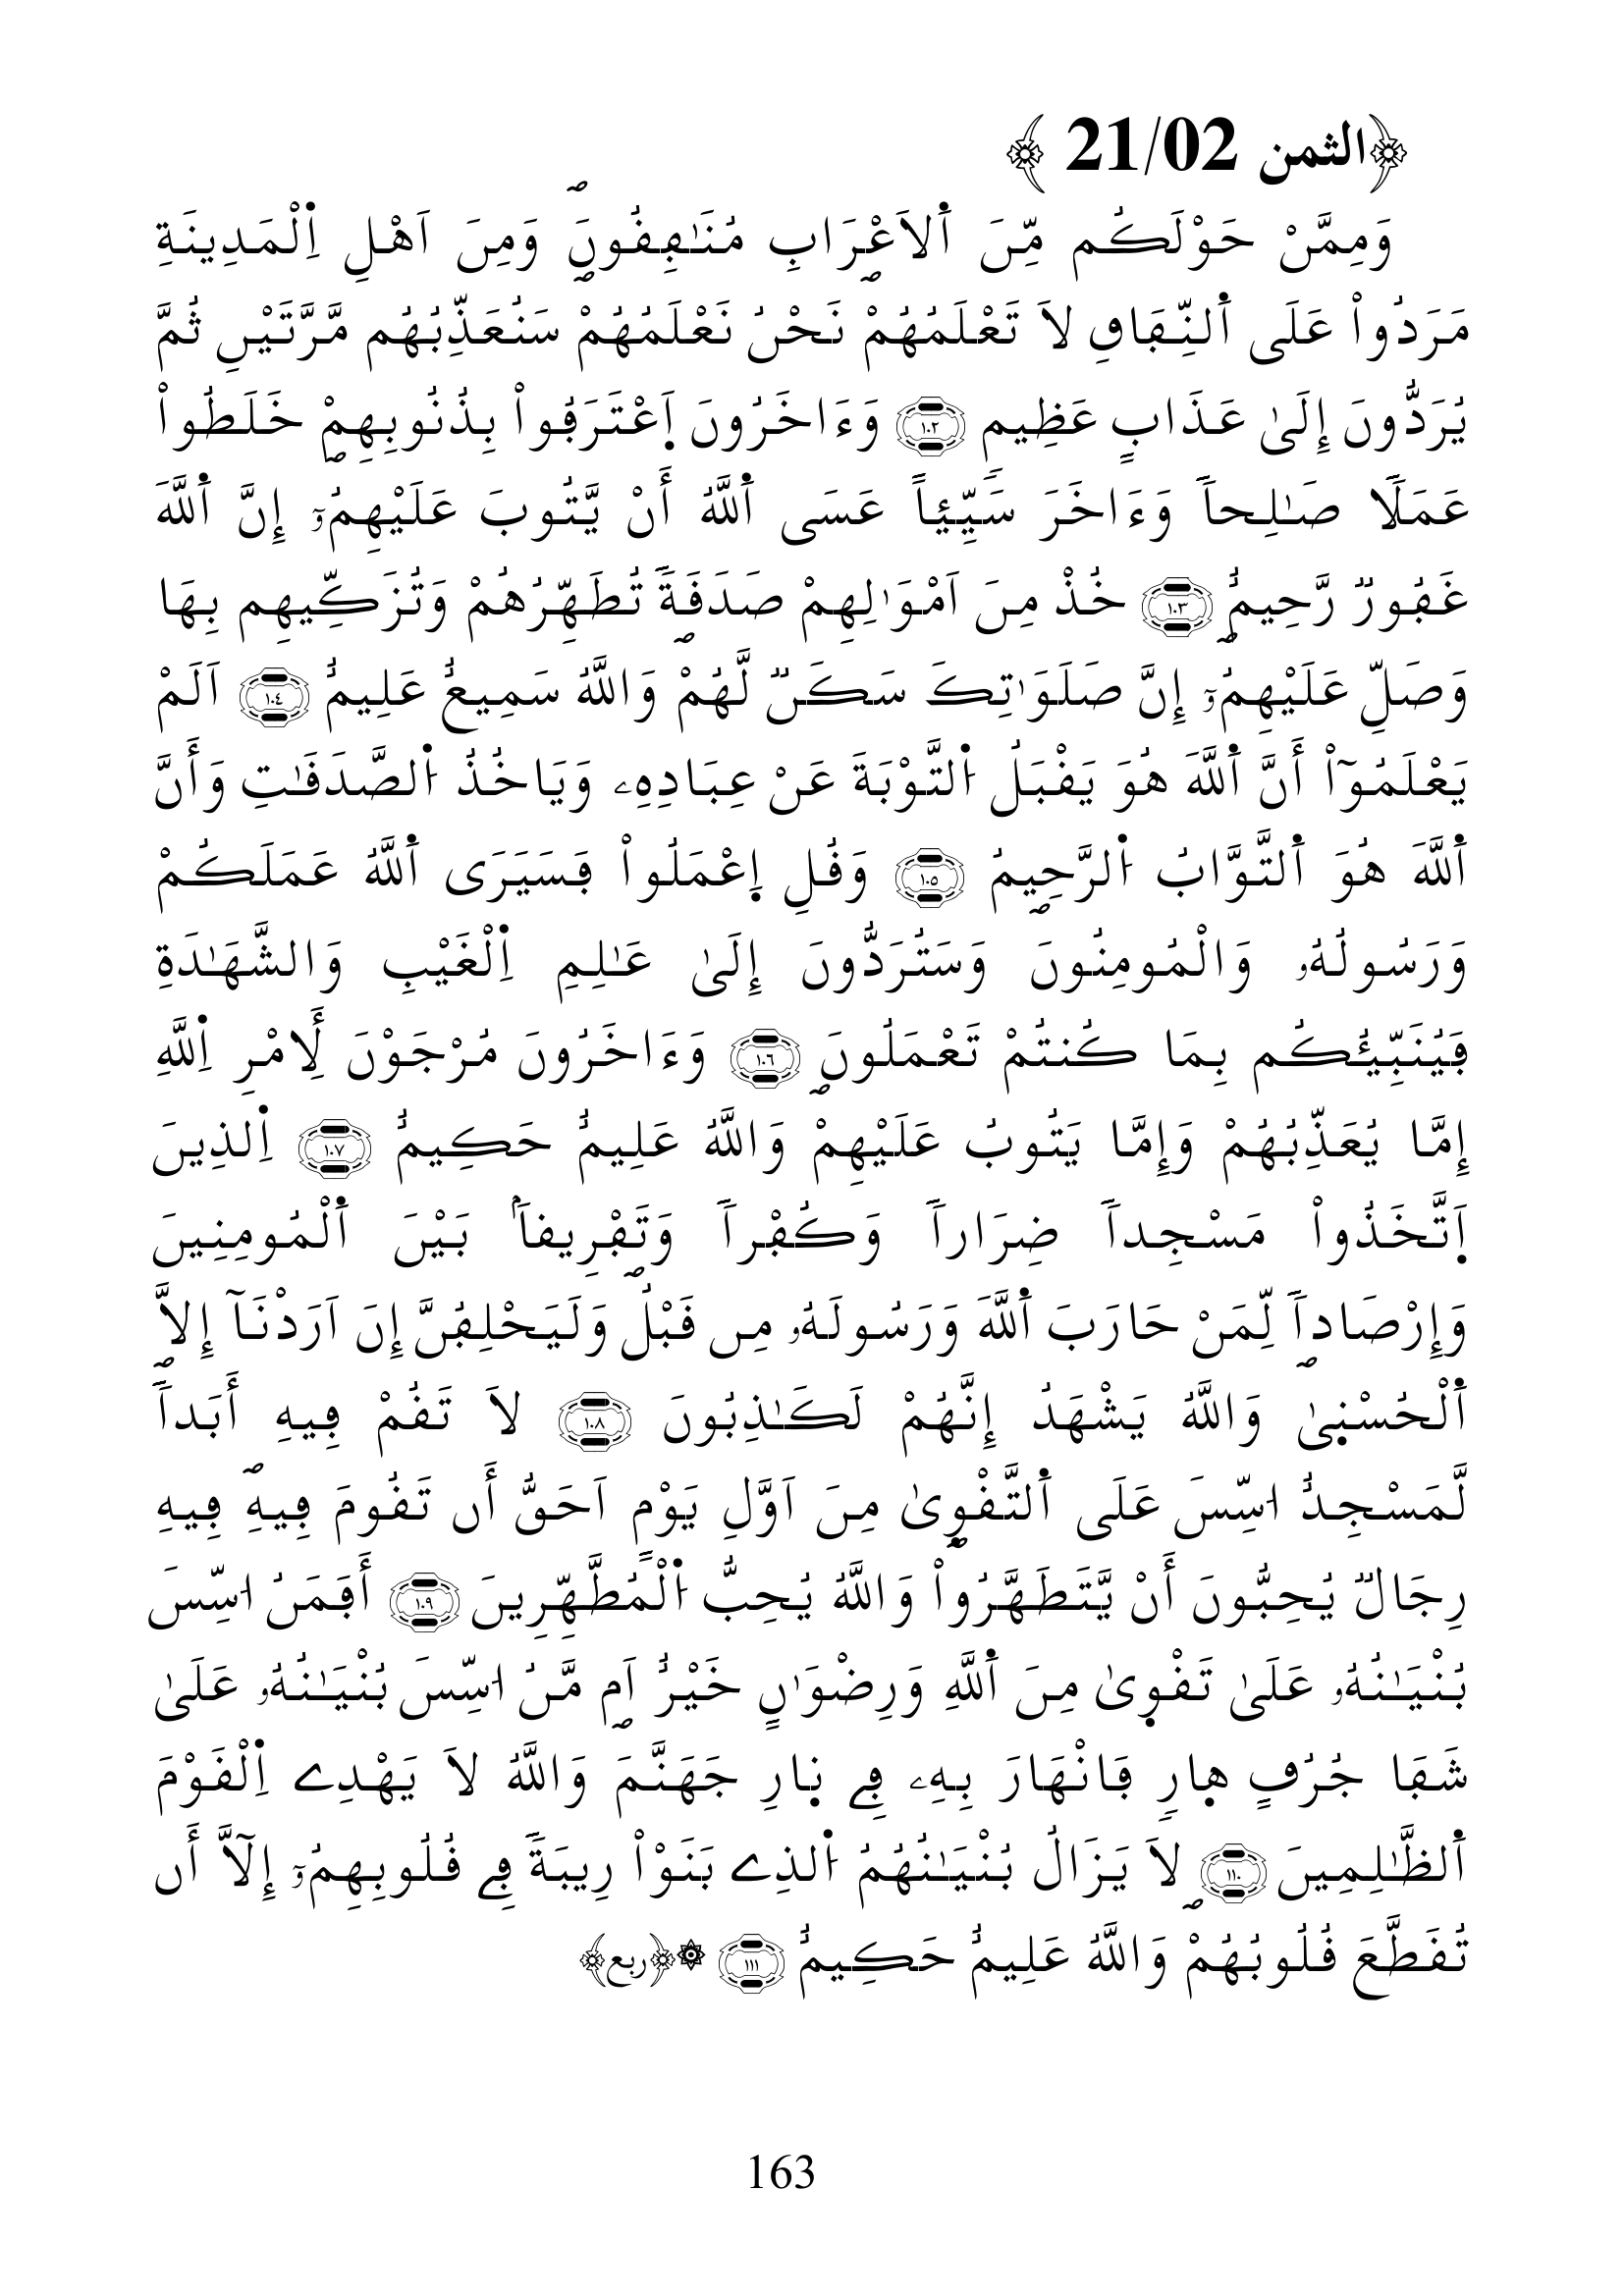 ﴿الثمن 21/02 ﴾
وَمِمَّنْ حَوْلَكُم مِّنَ اَ۬لَاعْرَابِ مُنَٰفِقُونَۖ وَمِنَ اَهْلِ اِ۬لْمَدِينَةِۖ
مَرَدُواْ عَلَى اَ۬لنِّفَاقِ لَا تَعْلَمُهُمْ نَحْنُ نَعْلَمُهُمْ سَنُعَذِّبُهُم مَّرَّتَيْنِ ثُمَّ
يُرَدُّونَ إِلَىٰ عَذَابٍ عَظِيمٖ ١٠٢ وَءَاخَرُونَ اَ۪عْتَرَفُواْ بِذُنُوبِهِمْۖ خَلَطُواْ
عَمَلاٗ صَٰلِحاٗ وَءَاخَرَ سَيِّئاً عَسَى اَ۬للَّهُ أَنْ يَّتُوبَ عَلَيْهِمُۥٓ إِنَّ اَ۬للَّهَ
غَفُورٞ رَّحِيمٌۖ ١٠٣ خُذْ مِنَ اَمْوَٰلِهِمْ صَدَقَةٗۖ تُطَهِّرُهُمْ وَتُزَكِّيهِم بِهَا
وَصَلِّ عَلَيْهِمُۥٓ إِنَّ صَلَوَٰتِكَ سَكَنٞ لَّهُمْ وَاللَّهُ سَمِيعٌ عَلِيمٌ ١٠٤ اَلَمْ
يَعْلَمُوٓاْ أَنَّ اَ۬للَّهَ هُوَ يَقْبَلُ اُ۬لتَّوْبَةَ عَنْ عِبَادِهِۦ وَيَاخُذُ اُ۬لصَّدَقَٰتِ وَأَنَّ
اَ۬للَّهَ هُوَ اَ۬لتَّوَّابُ اُ۬لرَّحِيمُۖ ١٠٥ وَقُلِ اِ۪عْمَلُواْ فَسَيَرَى اَ۬للَّهُ عَمَلَكُمْ
وَرَسُولُهُۥ وَالْمُومِنُونَ وَسَتُرَدُّونَ إِلَىٰ عَٰلِمِ اِ۬لْغَيْبِ وَالشَّهَٰدَةِ
فَيُنَبِّئُكُم بِمَا كُنتُمْ تَعْمَلُونَۖ ١٠٦ وَءَاخَرُونَ مُرْجَوْنَ لِأَمْرِ اِ۬للَّهِ
إِمَّا يُعَذِّبُهُمْ وَإِمَّا يَتُوبُ عَلَيْهِمْ وَاللَّهُ عَلِيمٌ حَكِيمٌ ١٠٧ اِ۬لذِينَ
اَ۪تَّخَذُواْ مَسْجِداٗ ضِرَاراٗ وَكُفْراٗ وَتَفْرِيقاَۢ بَيْنَ اَ۬لْمُومِنِينَ
وَإِرْصَاداٗۖ لِّمَنْ حَارَبَ اَ۬للَّهَ وَرَسُولَهُۥ مِن قَبْلُ وَلَيَحْلِفُنَّ إِنَ اَرَدْنَآ إِلَّاۖ
اَ۬لْحُسْن۪ىٰ وَاللَّهُ يَشْهَدُ إِنَّهُمْ لَكَٰذِبُونَ ١٠٨ لَا تَقُمْ فِيهِ أَبَداٗ
لَّمَسْجِدٌ ا۟سِّسَ عَلَى اَ۬لتَّقْو۪ىٰ مِنَ اَوَّلِ يَوْمٍ اَحَقُّ أَن تَقُومَ فِيهِۖ فِيهِ
رِجَالٞ يُحِبُّونَ أَنْ يَّتَطَهَّرُواْ وَاللَّهُ يُحِبُّ اُ۬لْمُطَّهِّرِينَ ١٠٩ أَفَمَنُ ا۟سِّسَ
بُنْيَٰنُهُۥ عَلَىٰ تَقْو۪ىٰ مِنَ اَ۬للَّهِ وَرِضْوَٰنٍ خَيْرٌ اَمۖ مَّنُ ا۟سِّسَ بُنْيَٰنُهُۥ عَلَىٰ
شَفَا جُرُفٍ ه۪ارٖ فَانْهَارَ بِهِۦ فِے ن۪ارِ جَهَنَّمَ وَاللَّهُ لَا يَهْدِے اِ۬لْقَوْمَ
اَ۬لظَّٰلِمِينَ ١١٠ لَاۖ يَزَالُ بُنْيَٰنُهُمُ اُ۬لذِے بَنَوْاْ رِيبَةٗ فِے قُلُوبِهِمُۥٓ إِلَّآ أَن
تُقَطَّعَ قُلُوبُهُمْ وَاللَّهُ عَلِيمٌ حَكِيمٌ ١١١ ۞﴿ربع﴾
163